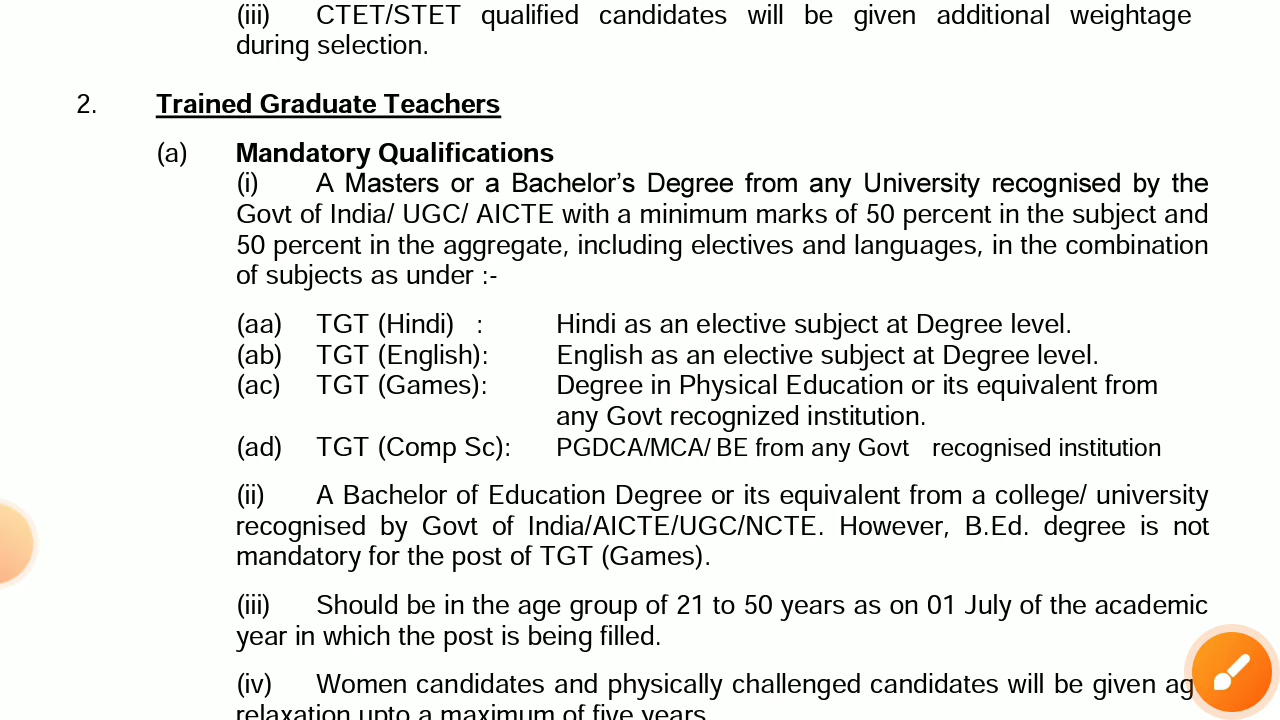 (iii) CTET/STET qualified candidates will be given additional weightage
during selection.
2. Trained Graduate Teachers
(a) Mandatory Qualifications
(i) A Masters or a Bachelor’s Degree from any University recognised by the
Govt of India/ UGC/ AICTE with a minimum marks of 50 percent in the subject and
50 percent in the aggregate, including electives and languages, in the combination
of subjects as under :-
(aa) TGT (Hindi) : Hindi as an elective subject at Degree level.
(ab) TGT (English): English as an elective subject at Degree level.
(ac) TGT (Games): Degree in Physical Education or its equivalent from
any Govt recognized institution.
(ad) TGT (Comp Sc): PGDCA/MCA/ BE from any Govt recognised institution
(ii) A Bachelor of Education Degree or its equivalent from a college/ university
recognised by Govt of India/AICTE/UGC/NCTE. However, B.Ed. degree is not
mandatory for the post of TGT (Games).
(iii) Should be in the age group of 21 to 50 years as on 01 July of the academic
year in which the post is being filled.
(iv) Women candidates and physically challenged candidates will be given ag
relaxation upto a maximum of five years